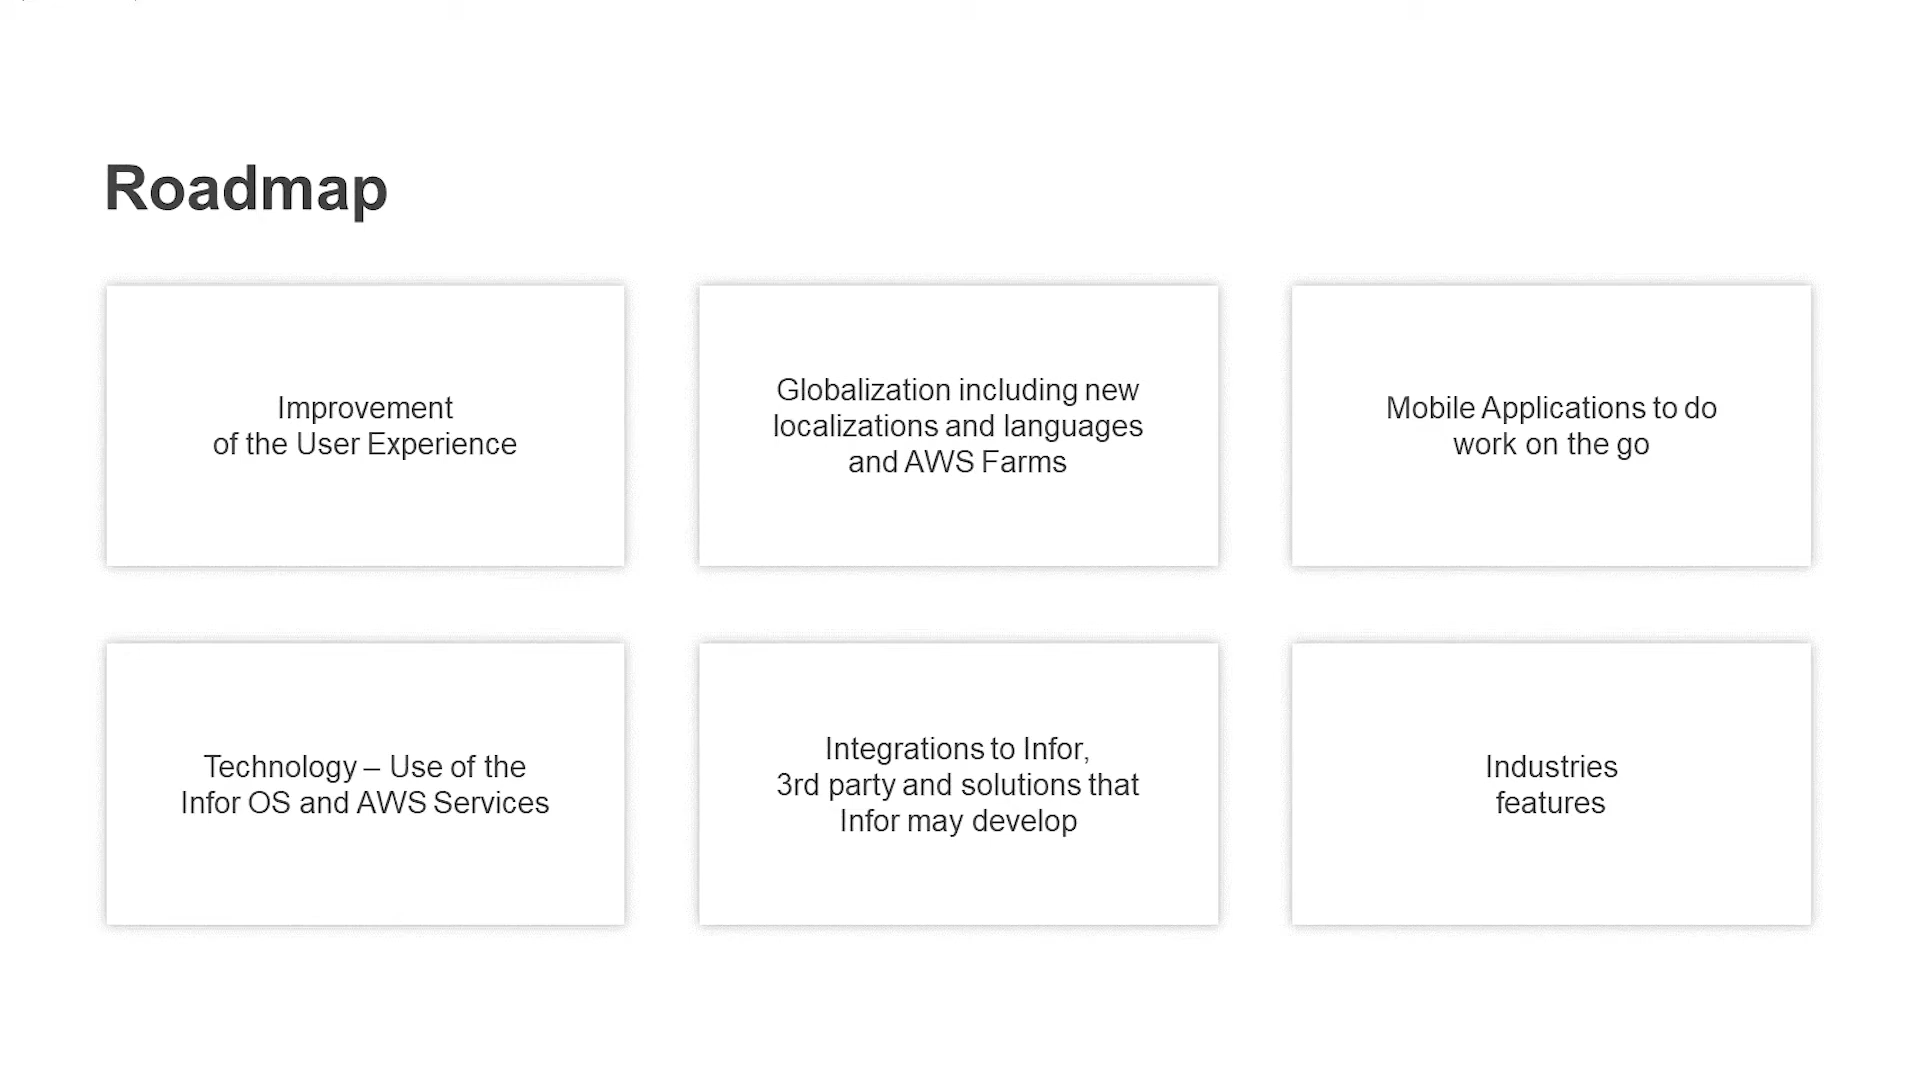 Roadmap
Improvement
of the User Experience
Globalization including new
localizations and languages
and AWS Farms
Mobile Applications to do
work on the go
Technology – Use of the
Infor OS and AWS Services
Integrations to Infor,
3rd party and solutions that
Infor may develop
Industries
features